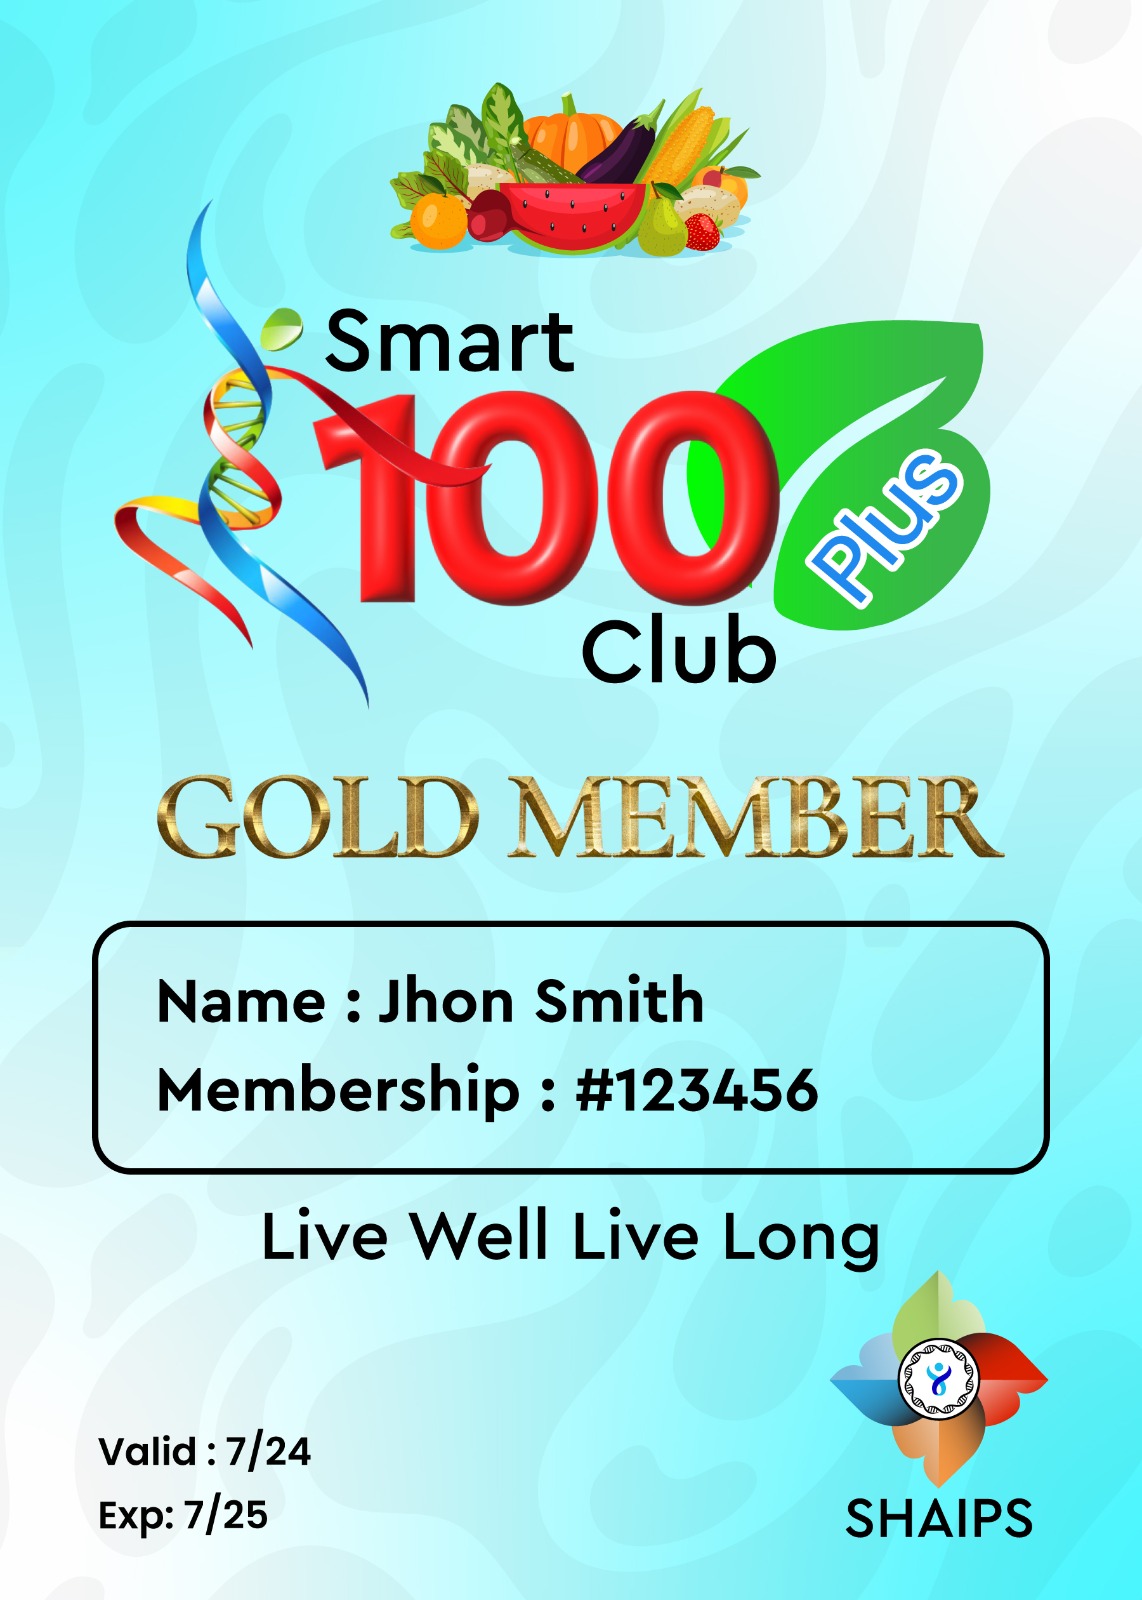 Smart
100
Plus
Club
GOLD MEMBER
Name : Jhon Smith
Membership : #123456
Live Well Live Long
Valid : 7/24
Exp: 7/25
SHAIPS